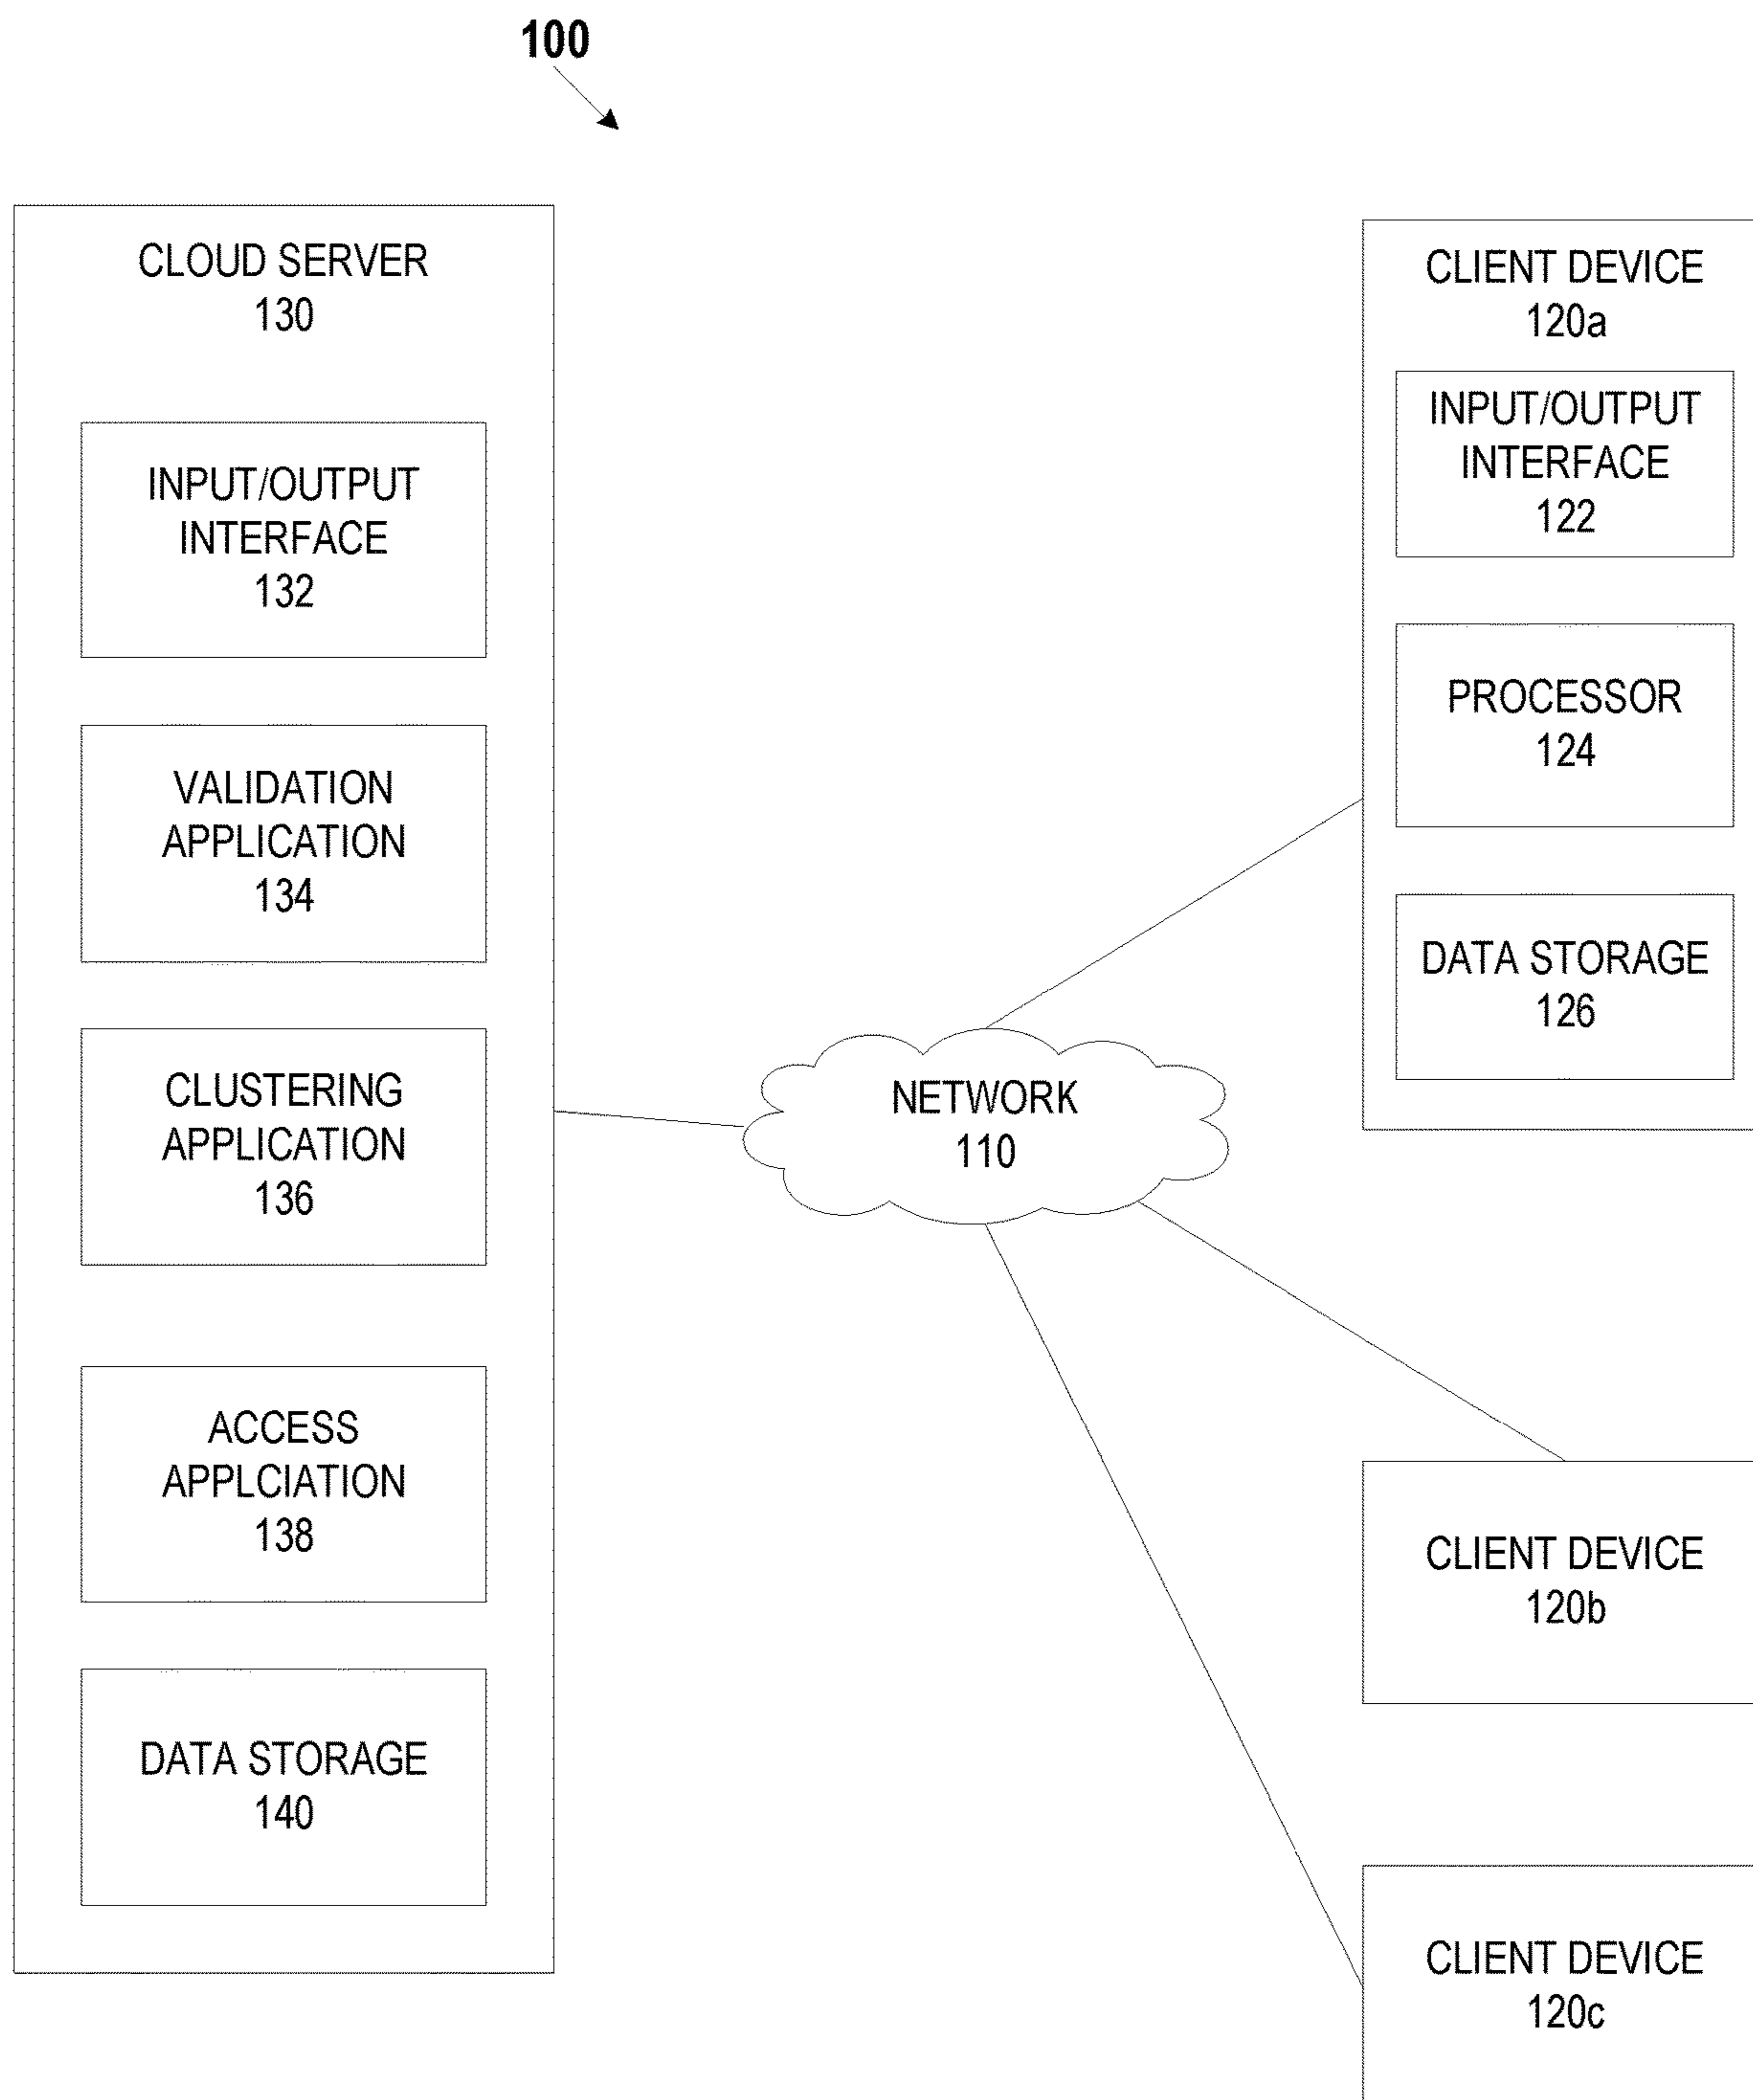 100
CLOUD SERVER
130
INPUT/OUTPUT
INTERFACE
132
VALIDATION
APPLICATION
134
CLUSTERING
APPLICATION
136
ACCESS
APPLCIATION
138
DATA STORAGE
140
NETWORK
110
CLIENT DEVICE
120a
INPUT/OUTPUT
INTERFACE
122
PROCESSOR
124
DATA STORAGE
126
CLIENT DEVICE
120b
CLIENT DEVICE
120c